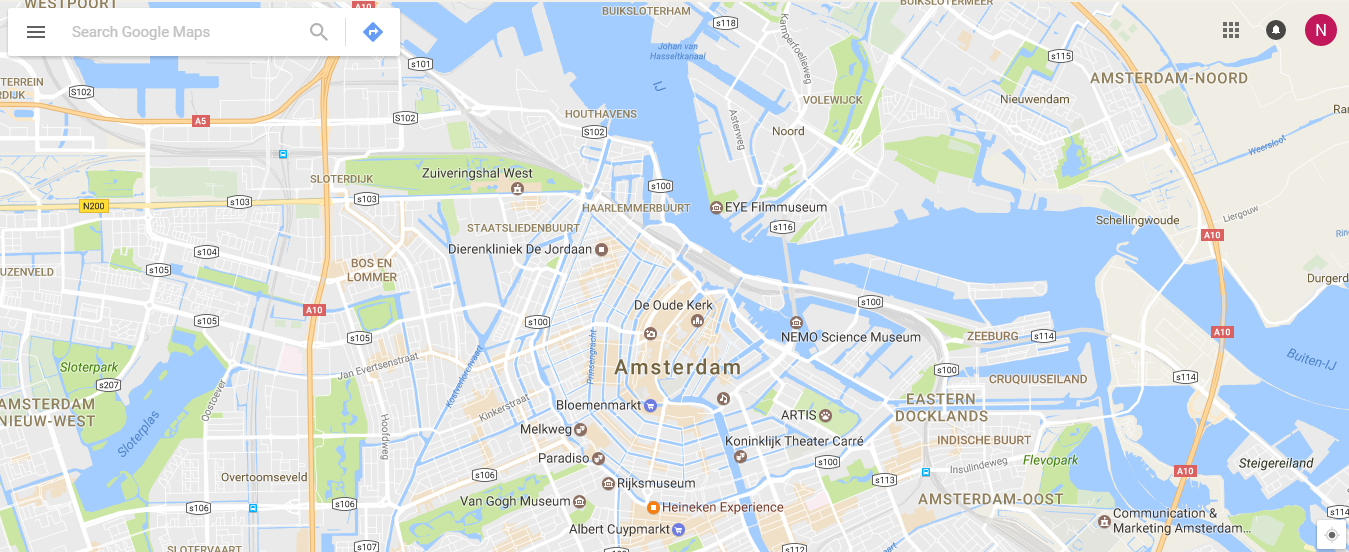 WESTPOORT
A10
BUIKSLOTERHAM
BUIKSLOTERMEER
Search Google Maps
S118
N
Johan van
Hasseltkanaal
Kamperfoelieweg
S101
S115
IJ
AMSTERDAM-NOORD
TERREIN
RDIJK
S102
VOLEWIJCK
Nieuwendam
Ran
HOUTHAVENS
S102
A5
S102
Asterweg
Noord
Weersloot
Zuiveringshal West
SLOTERDIJK
S100
S103
S103
N200
HAARLEMMERBUURT
EYE Filmmuseum
Liergouw
Schellingwoude
S116
STAATSLIEDENBUURT
A10
Rin
Dierenkliniek De Jordaan
S104
BOS EN
LOMMER
UZENVELD
S105
Durgerd
De Oude Kerk
S100
A10
S105
S100
A10
S105
NEMO Science Museum
ZEEBURG
S114
Prinsengracht
Jan Evertsenstraat
Kostverlorenvaart
Buiten-IJ
Sloterpark
Amsterdam
S100
CRUQUIUSEILAND
S114
S207
Oostoever
AMSTERDAM
NIEUW-WEST
Kinkerstraat
Bloemenmarkt
EASTERN
DOCKLANDS
ARTIS
Sloterplas
Hoofdweg
Melkweg
Koninklijk Theater Carré
INDISCHE BUURT
Paradiso
S100
Insulindeweg
Flevopark
Steigereiland
A10
Overtoomseveld
S106
Rijksmuseum
S113
Van Gogh Museum
AMSTERDAM-OOST
S106
S106
Heineken Experience
Communication &
Marketing Amsterdam...
S114
Albert Cuypmarkt
SLOTERVAART
S107
S112